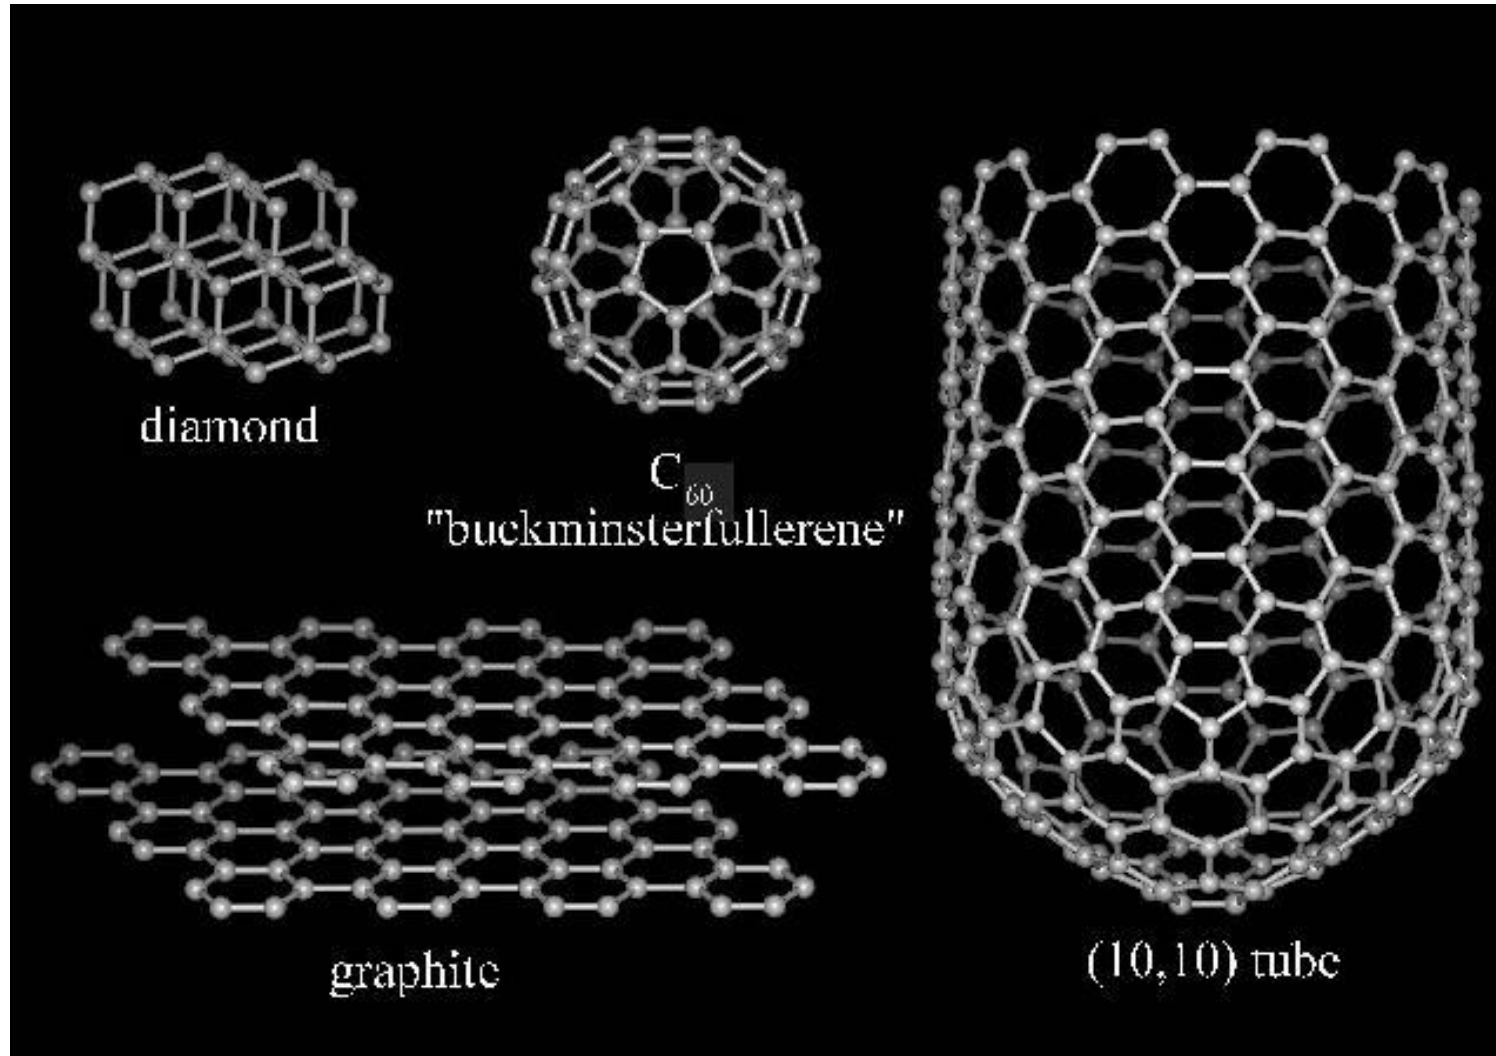 diamond
C60
"buckminsterfullerene"
graphite
(10,10) tube